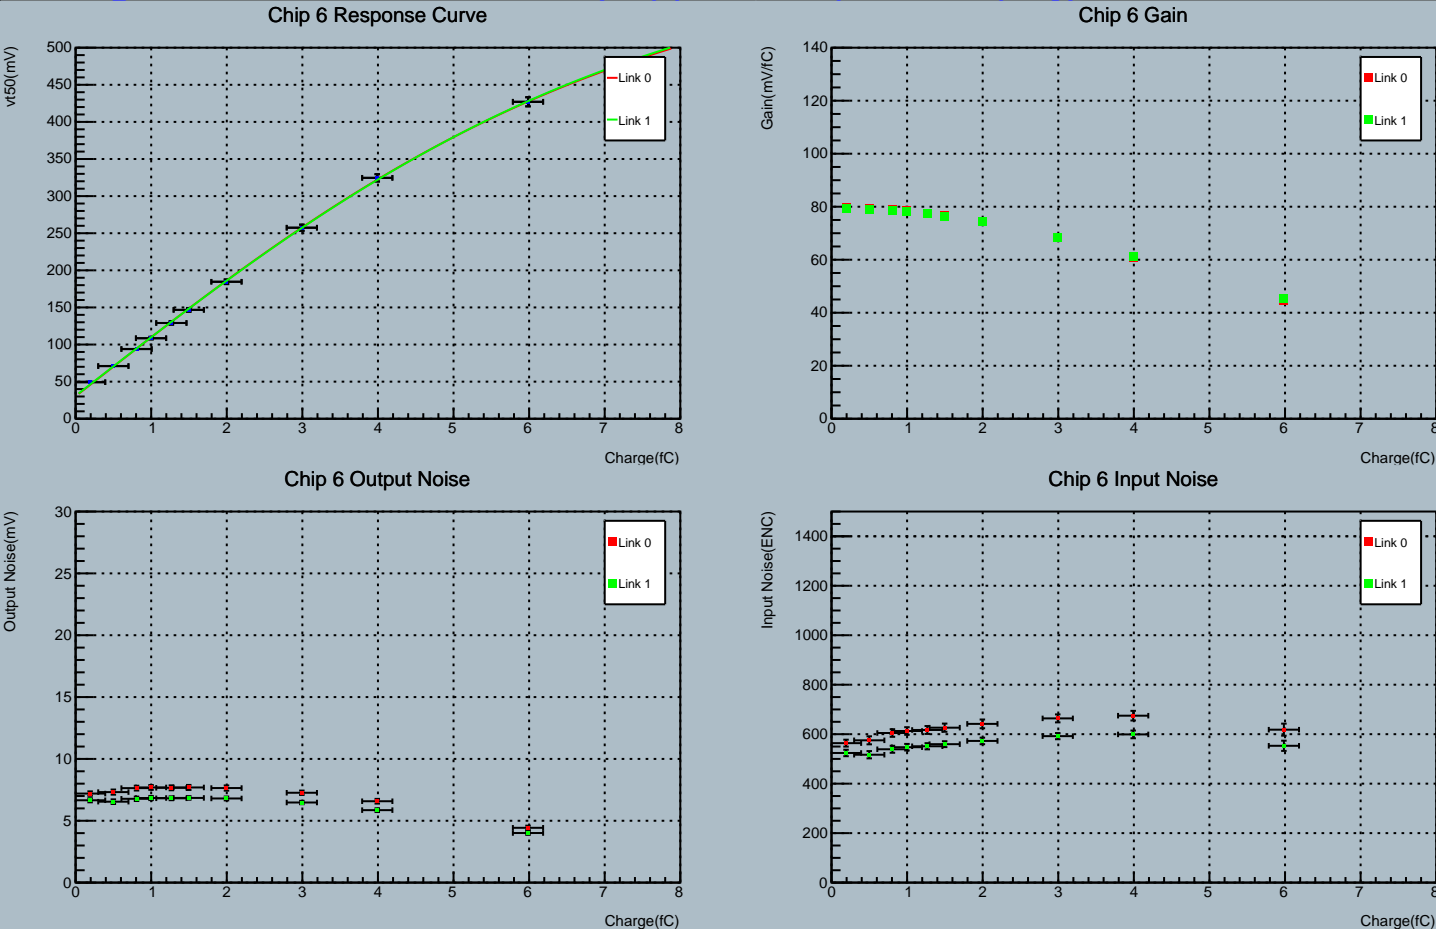 Chip 6 Response Curve
vt50(mV)
500
450
400
350
300
250
200
150
100
50
0
0 1 2 3 4 5 6 7 8
Charge(fC)
Link 0
Link 1
Chip 6 Gain
Gain(mV/fC)
140
120
100
80
60
40
20
0
0 1 2 3 4 5 6 7 8
Charge(fC)
Link 0
Link 1
Chip 6 Output Noise
Output Noise(mV)
30
25
20
15
10
5
0
0 1 2 3 4 5 6 7 8
Charge(fC)
Link 0
Link 1
Chip 6 Input Noise
Input Noise(ENC)
1400
1200
1000
800
600
400
200
0
0 1 2 3 4 5 6 7 8
Charge(fC)
Link 0
Link 1